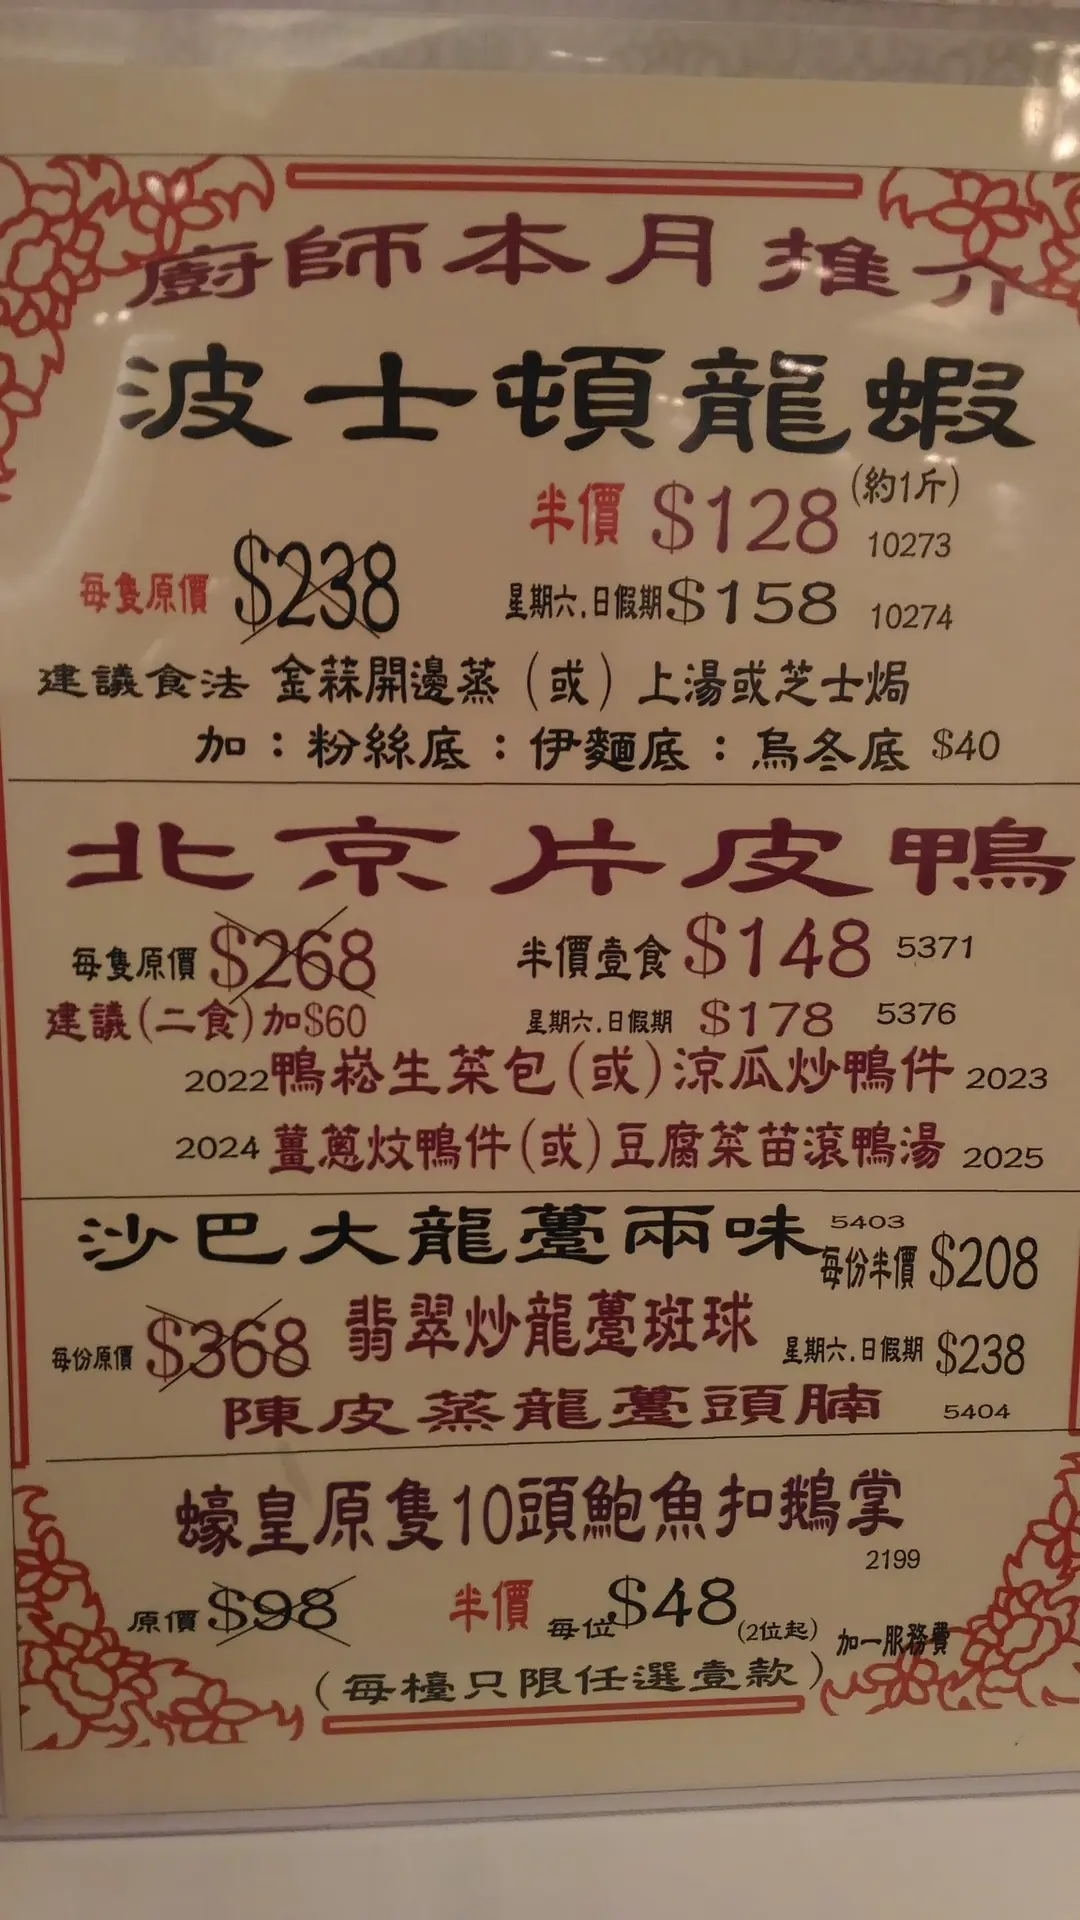 廚師本月推介
波士頓龍蝦
半價 $128 (約1斤) 10273
每隻原價 $238
星期六.日假期 $158 10274
建議食法 金蒜開邊蒸(或)上湯或芝士焗
加：粉絲底：伊麵底：烏冬底 $40
北京片皮鴨
每隻原價 $268 半價壹食 $148 5371
建議(二食)加$60 星期六.日假期 $178 5376
2022 鴨崧生菜包(或)涼瓜炒鴨件 2023
2024 薑蔥炆鴨件(或)豆腐菜苗滾鴨湯 2025
沙巴大龍躉兩味 5403
每份半價 $208
每份原價 $368 翡翠炒龍躉斑球 星期六.日假期 $238
陳皮蒸龍躉頭腩 5404
蠔皇原隻10頭鮑魚扣鵝掌
2199
原價 $98 半價 每位 $48 (2位起) 加一服務費
(每檯只限任選壹款)